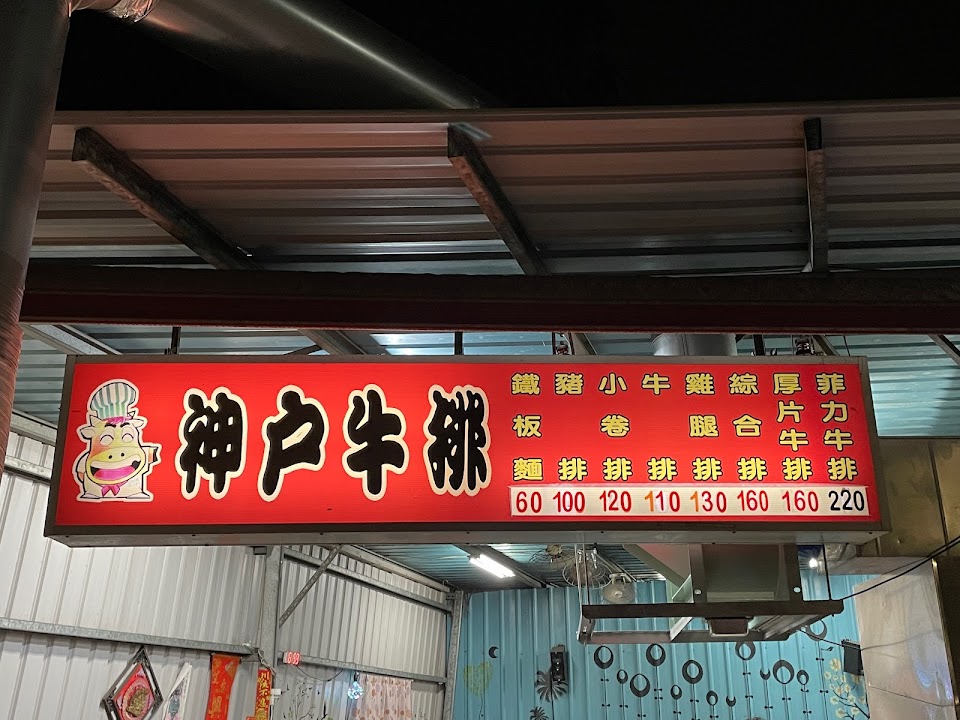 神戶牛排
鐵板麵 60
豬排 100
小卷排 120
牛排 110
雞腿排 130
綜合排 160
厚片牛排 160
菲力牛排 220